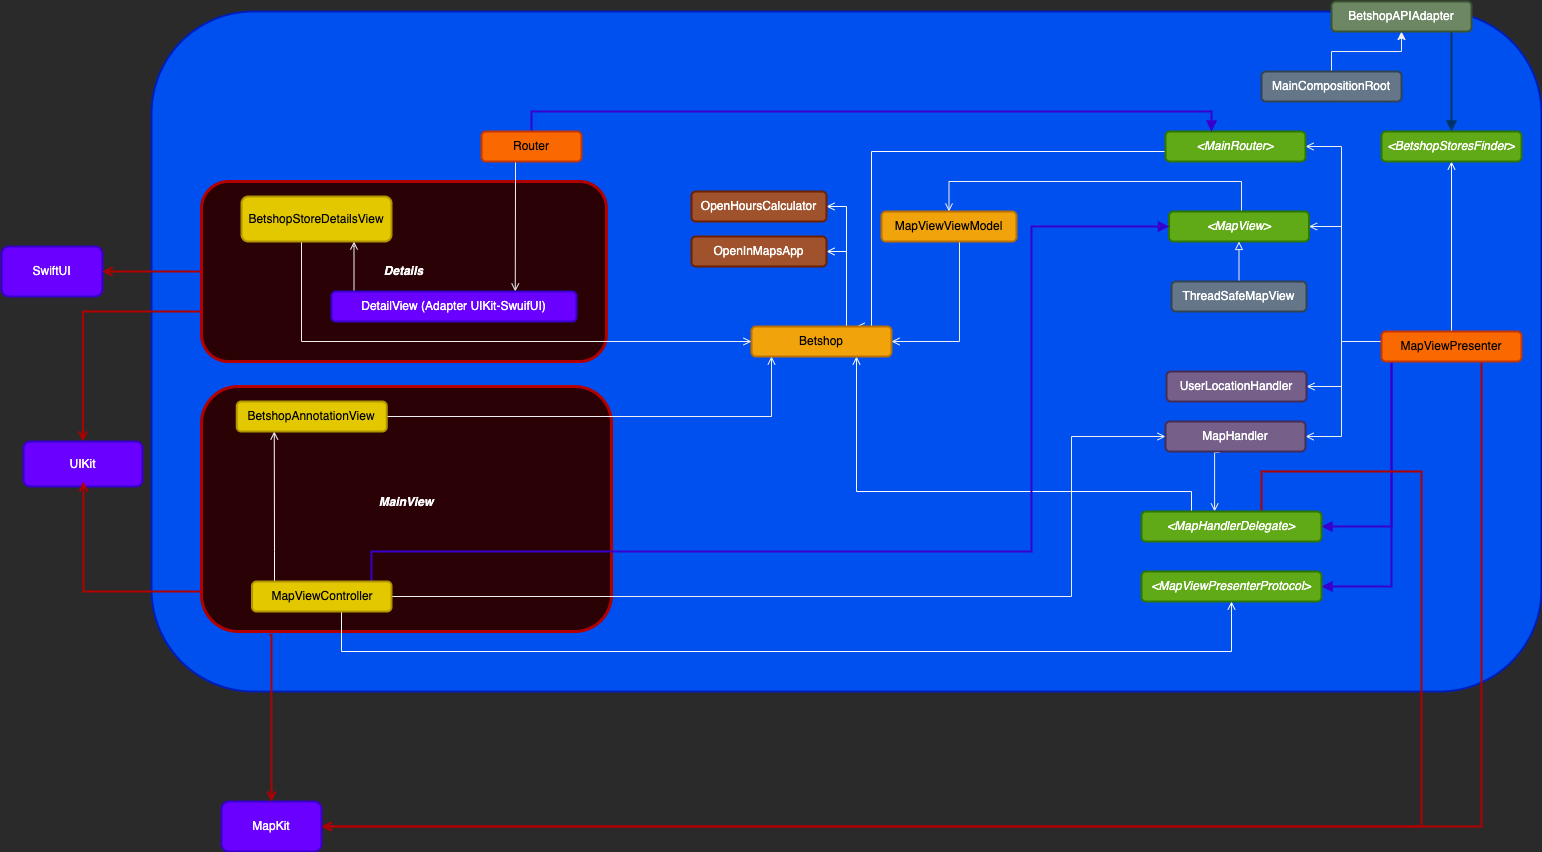 BetshopAPIAdapter
MainCompositionRoot
Router
<MainRouter>
<BetshopStoresFinder>
BetshopStoreDetailsView
OpenHoursCalculator
MapViewViewModel
<MapView>
OpenInMapsApp
SwiftUI
Details
DetailView (Adapter UIKit-SwuifUI)
ThreadSafeMapView
Betshop
MapViewPresenter
UserLocationHandler
BetshopAnnotationView
MapHandler
UIKit
MainView
<MapHandlerDelegate>
<MapViewPresenterProtocol>
MapViewController
MapKit